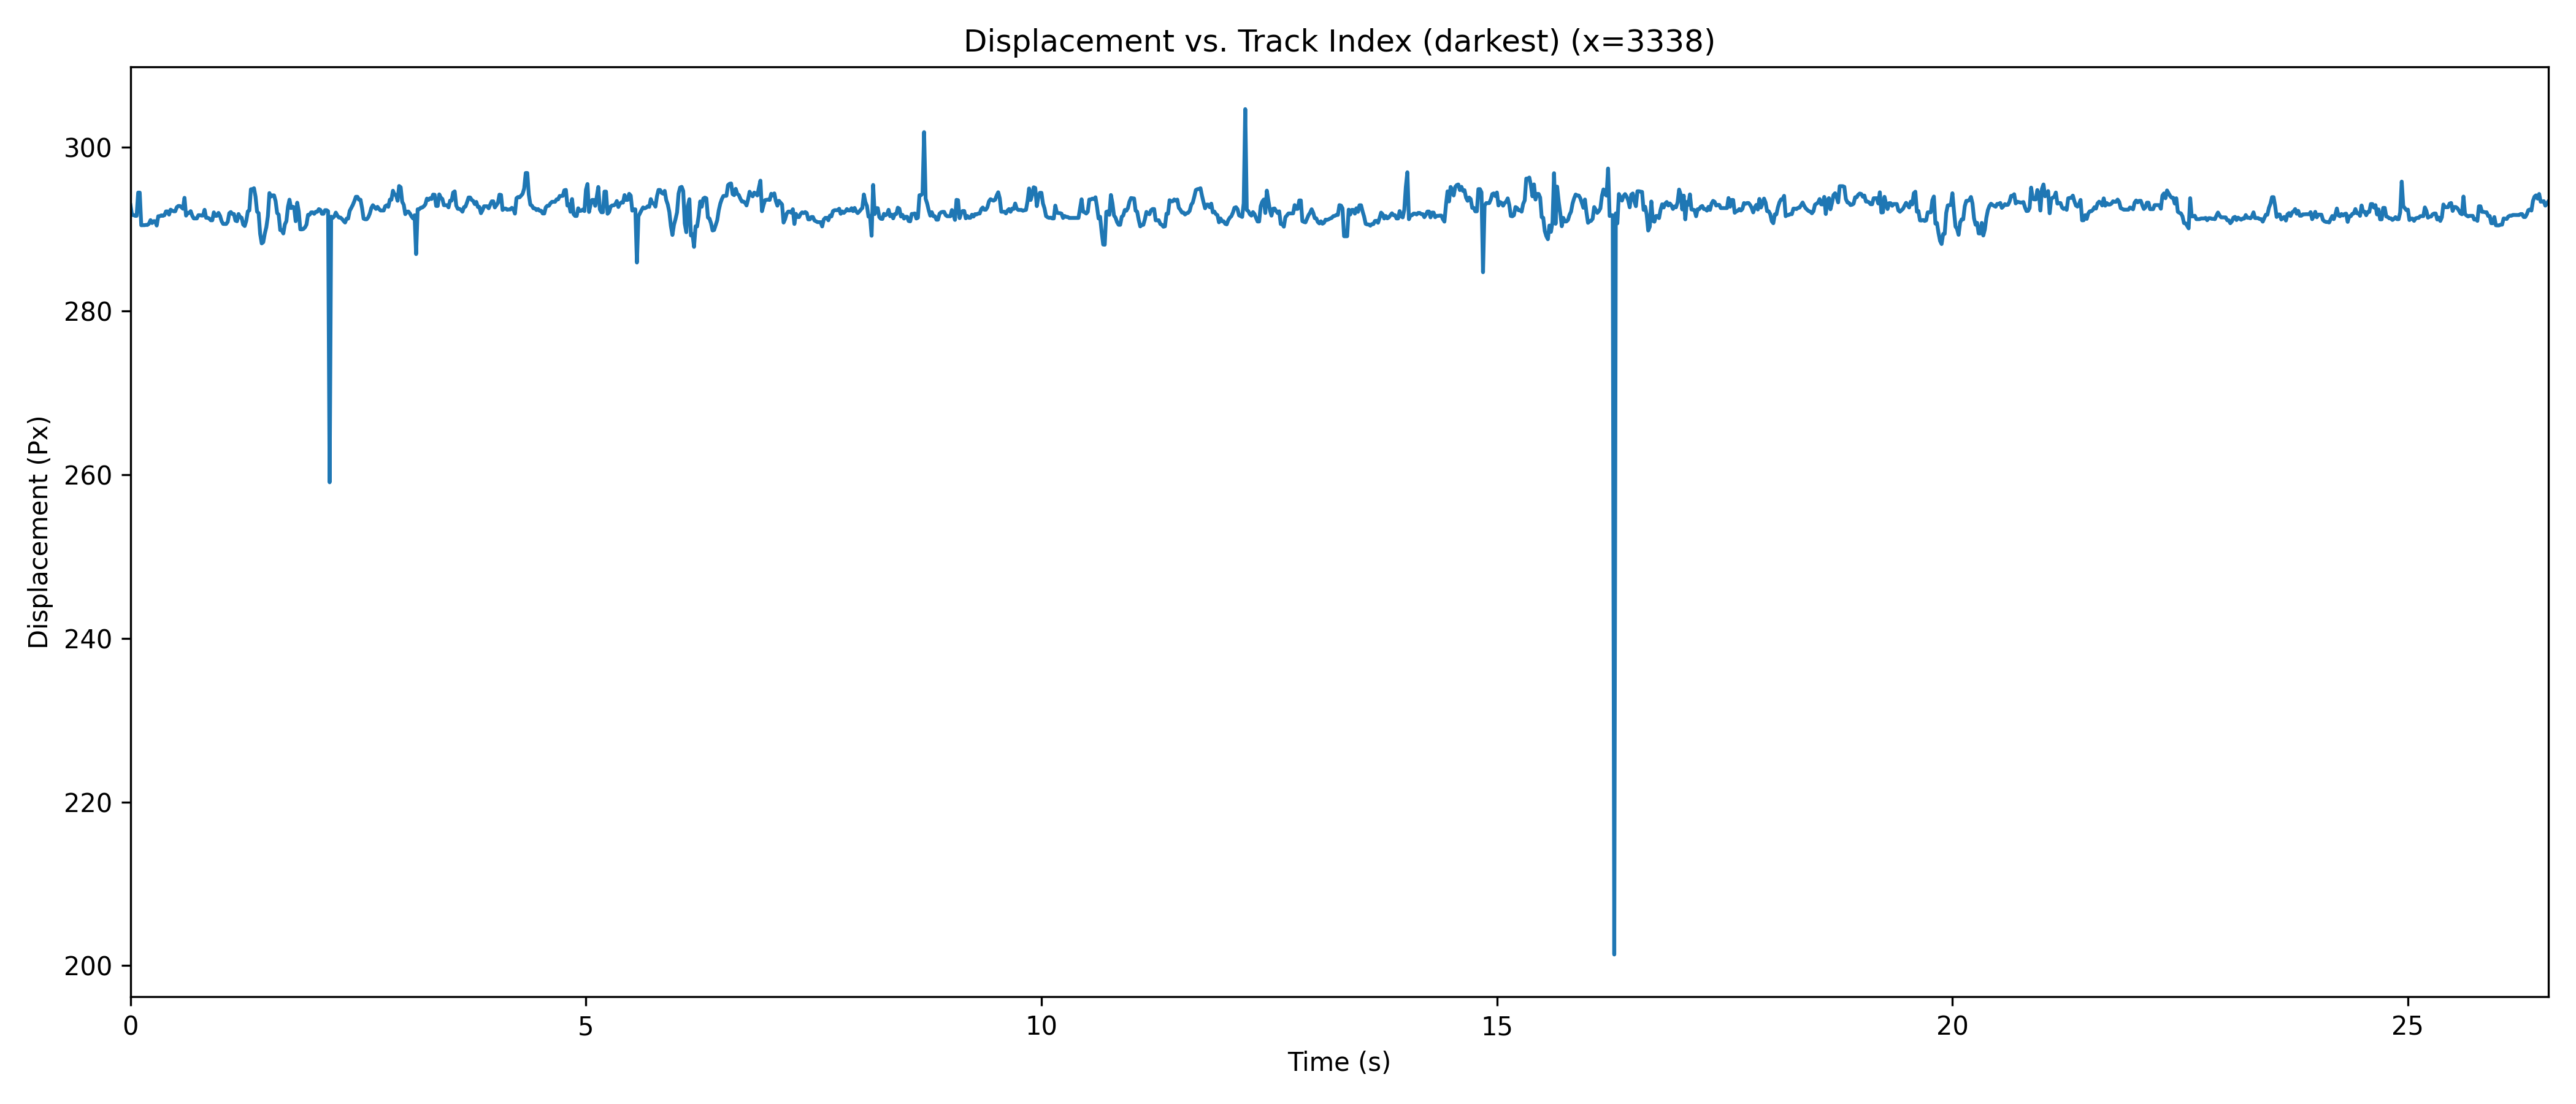 Displacement vs. Track Index (darkest) (x=3338)
Displacement (Px)
300
280
260
240
220
200
0 5 10 15 20 25
Time (s)